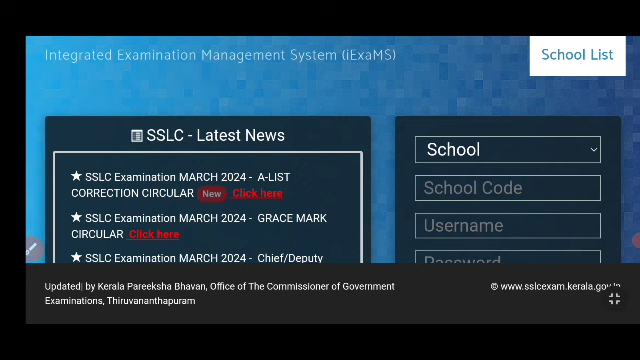 Integrated Examination Management System (iExaMS)
School List
SSLC - Latest News
SSLC Examination MARCH 2024 - A-LIST
CORRECTION CIRCULAR New Click here
SSLC Examination MARCH 2024 - GRACE MARK
CIRCULAR Click here
SSLC Examination MARCH 2024 - Chief/Deputy
School
School Code
Username
Password
Updated| by Kerala Pareeksha Bhavan, Office of The Commissioner of Government
Examinations, Thiruvananthapuram
© www.sslcexam.kerala.gov.in